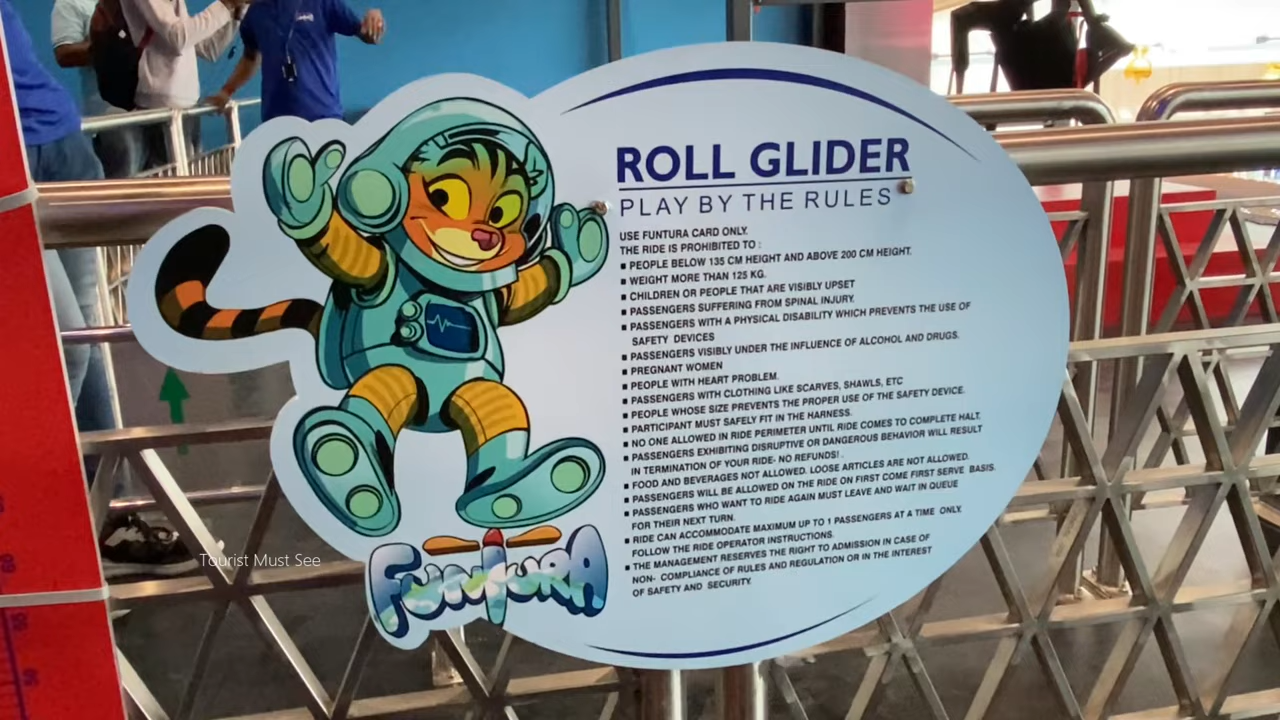 ROLL GLIDER
PLAY BY THE RULES
USE FUNTURA CARD ONLY.
THE RIDE IS PROHIBITED TO :
▪ PEOPLE BELOW 135 CM HEIGHT AND ABOVE 200 CM HEIGHT.
▪ WEIGHT MORE THAN 125 KG.
▪ CHILDREN OR PEOPLE THAT ARE VISIBLY UPSET
▪ PASSENGERS SUFFERING FROM SPINAL INJURY.
▪ PASSENGERS WITH A PHYSICAL DISABILITY WHICH PREVENTS THE USE OF
SAFETY DEVICES
▪ PASSENGERS VISIBLY UNDER THE INFLUENCE OF ALCOHOL AND DRUGS.
▪ PREGNANT WOMEN
▪ PEOPLE WITH HEART PROBLEM.
▪ PASSENGERS WITH CLOTHING LIKE SCARVES, SHAWLS, ETC
▪ PEOPLE WHOSE SIZE PREVENTS THE PROPER USE OF THE SAFETY DEVICE.
▪ PARTICIPANT MUST SAFELY FIT IN THE HARNESS.
▪ NO ONE ALLOWED IN RIDE PERIMETER UNTIL RIDE COMES TO COMPLETE HALT.
▪ PASSENGERS EXHIBITING DISRUPTIVE OR DANGEROUS BEHAVIOR WILL RESULT
IN TERMINATION OF YOUR RIDE- NO REFUNDS! .
▪ FOOD AND BEVERAGES NOT ALLOWED. LOOSE ARTICLES ARE NOT ALLOWED.
▪ PASSENGERS WILL BE ALLOWED ON THE RIDE ON FIRST COME FIRST SERVE BASIS.
▪ PASSENGERS WHO WANT TO RIDE AGAIN MUST LEAVE AND WAIT IN QUEUE
FOR THEIR NEXT TURN.
▪ RIDE CAN ACCOMMODATE MAXIMUM UP TO 1 PASSENGERS AT A TIME ONLY.
FOLLOW THE RIDE OPERATOR INSTRUCTIONS.
▪ THE MANAGEMENT RESERVES THE RIGHT TO ADMISSION IN CASE OF
NON- COMPLIANCE OF RULES AND REGULATION OR IN THE INTEREST
OF SAFETY AND SECURITY.
FUNTURA
Tourist Must See